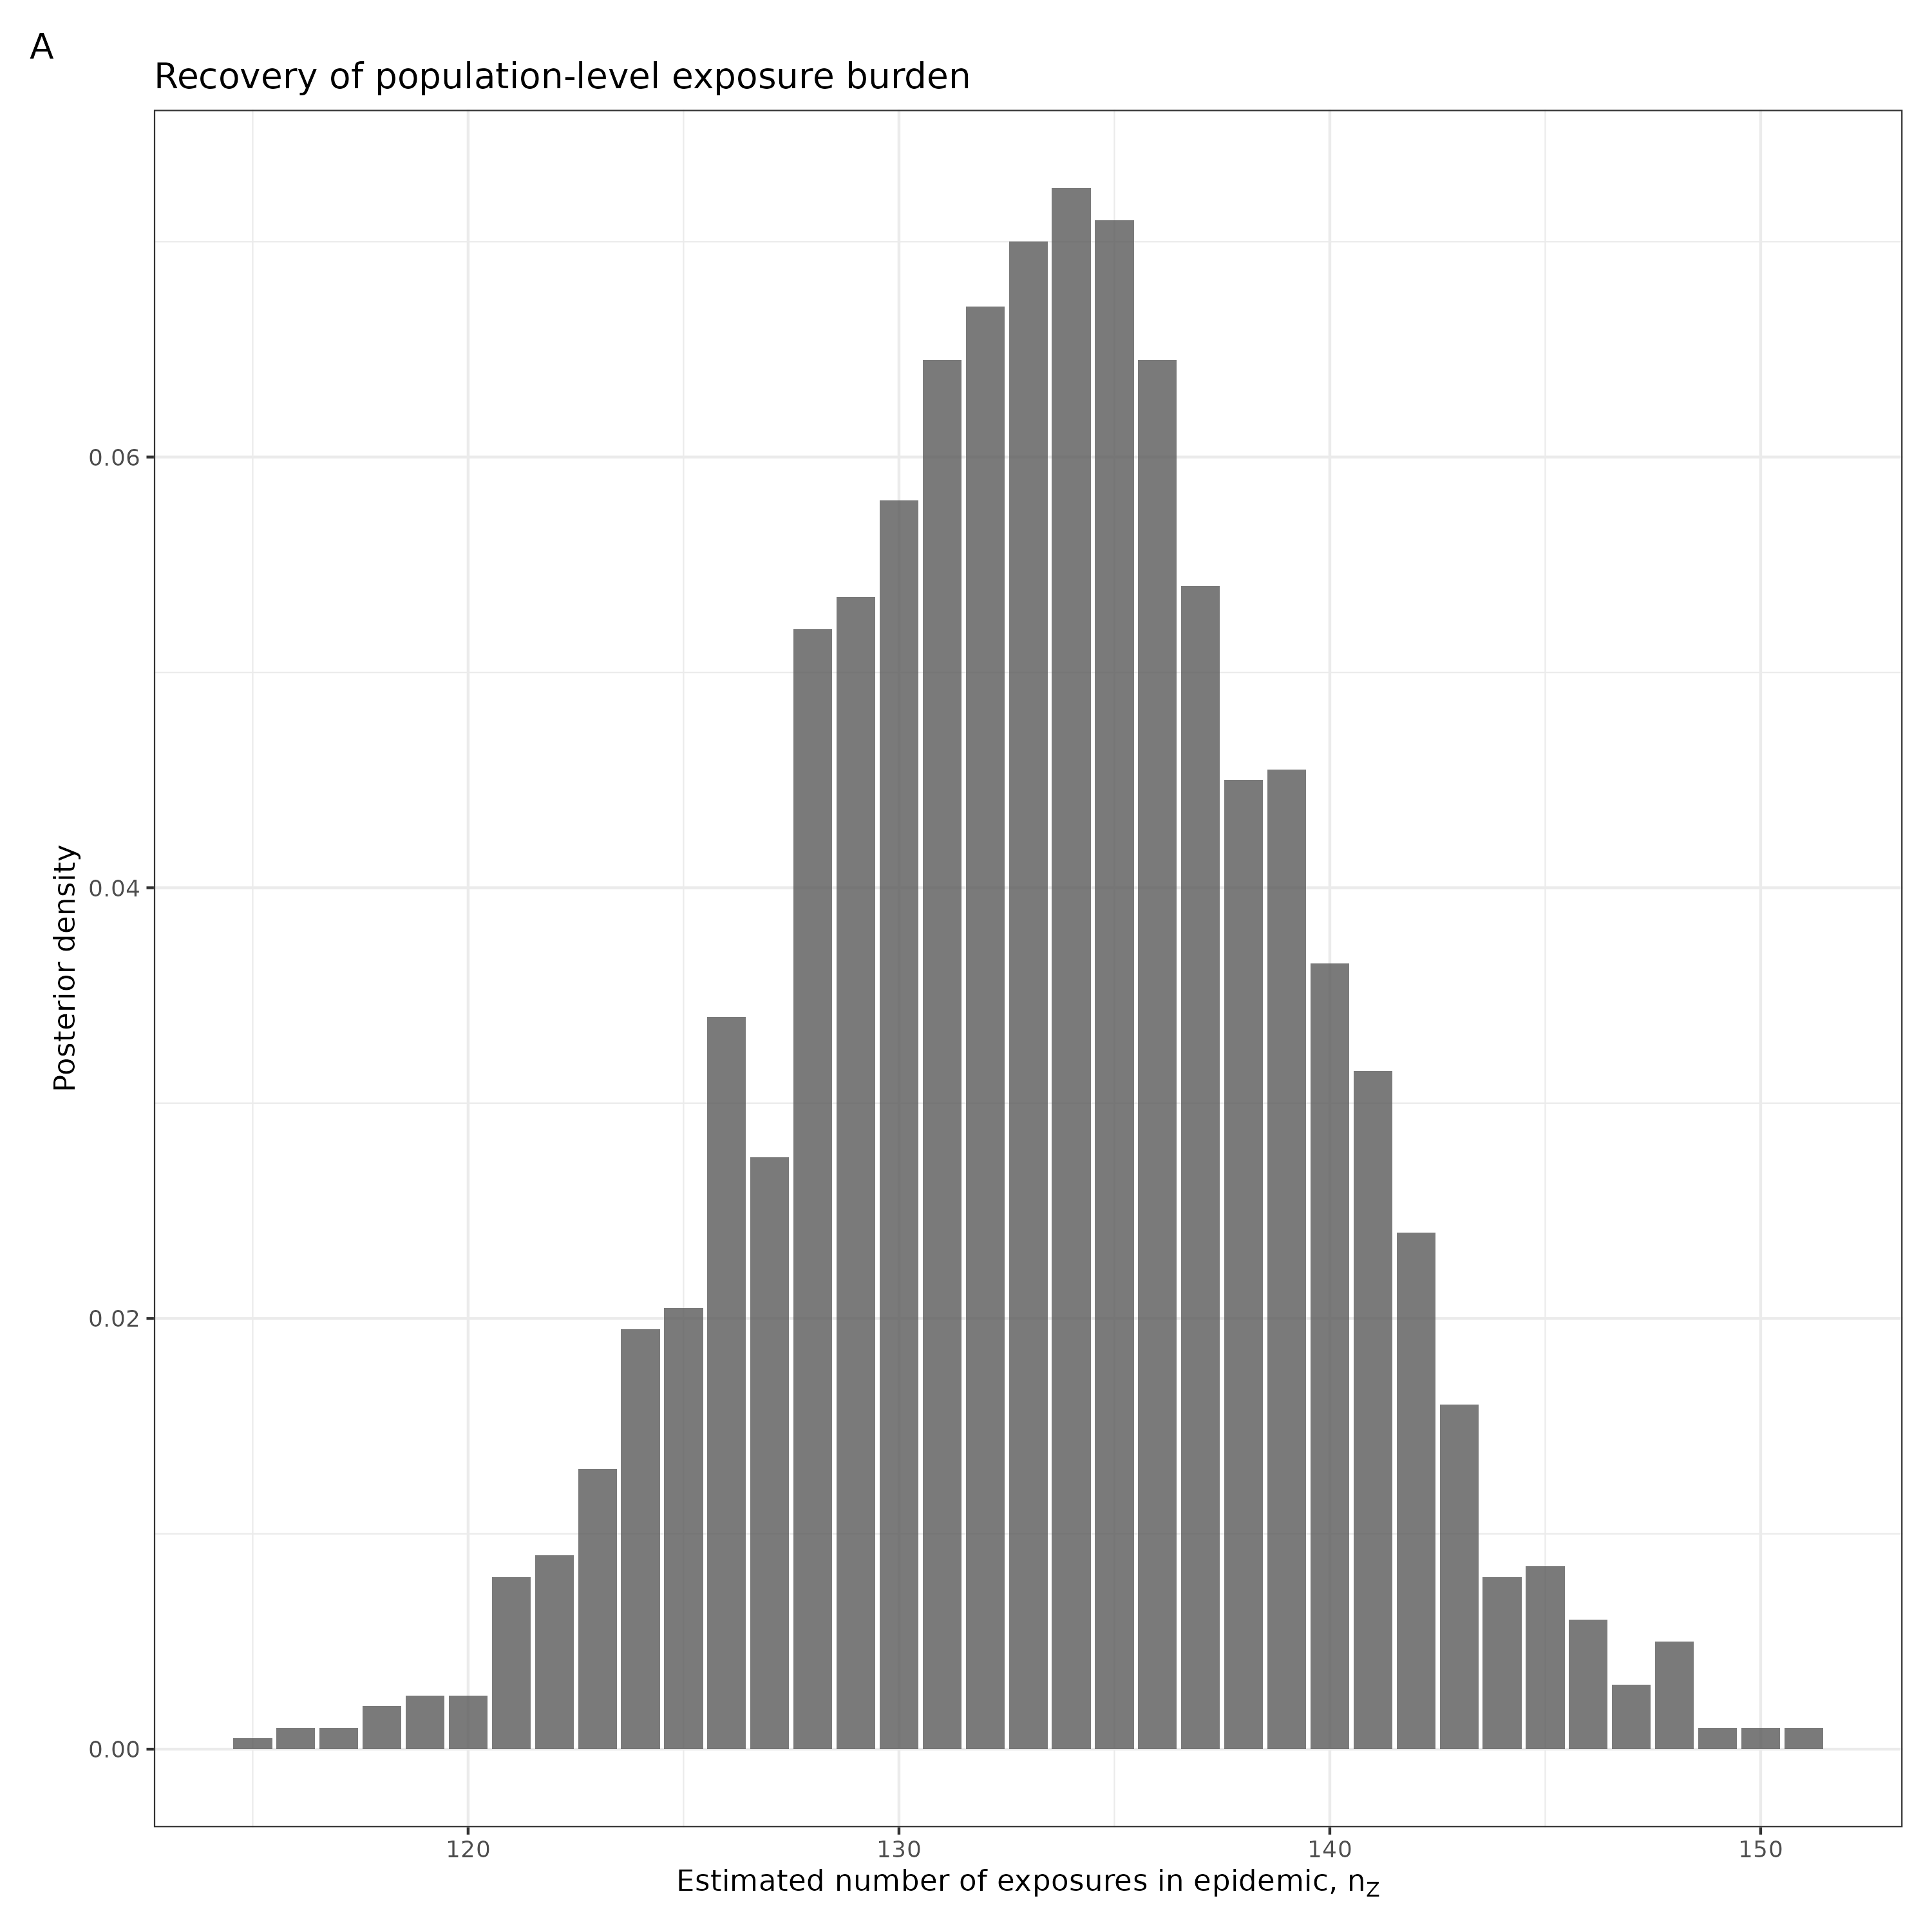 A
Recovery of population-level exposure burden
Posterior density
0.06
0.04
0.02
0.00
120 130 140 150
Estimated number of exposures in epidemic, nZ